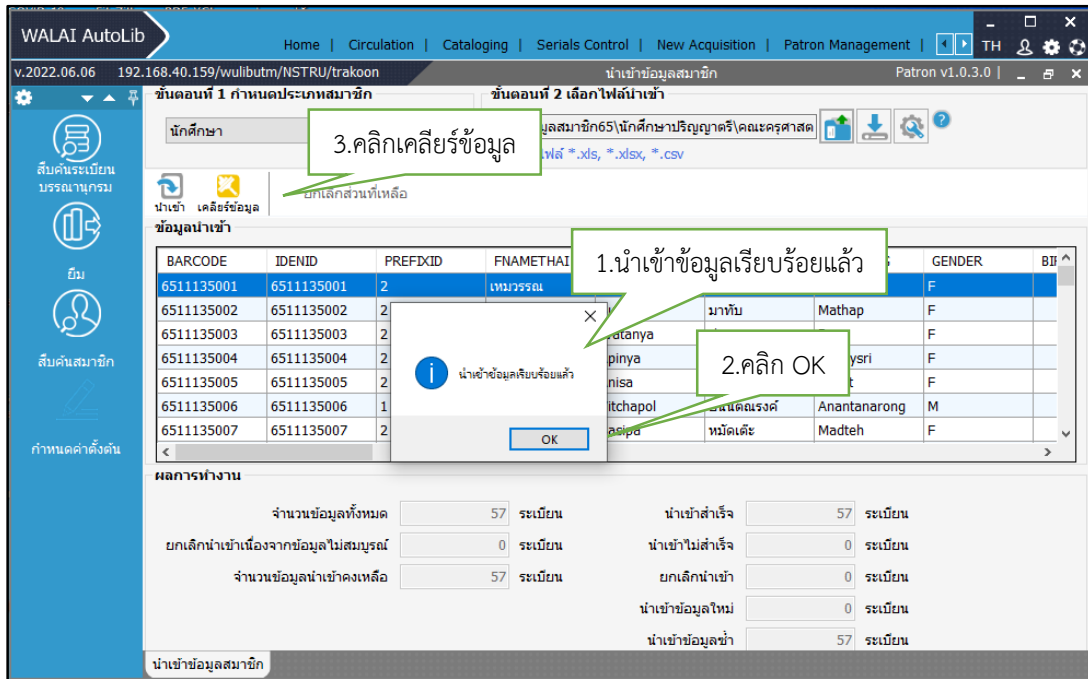 WALAI AutoLib
Home | Circulation | Cataloging | Serials Control | New Acquisition | Patron Management |
TH
v.2022.06.06 192.168.40.159/wulibutm/NSTRU/trakoon
นำเข้าข้อมูลสมาชิก
Patron v1.0.3.0 |
ขั้นตอนที่ 1 กำหนดประเภทสมาชิก
ขั้นตอนที่ 2 เลือกไฟล์นำเข้า
นักศึกษา
มูลสมาชิก65\นักศึกษาปริญญาตรี\คณะครุศาสต
3.คลิกเคลียร์ข้อมูล
ไฟล์ *.xls, *.xlsx, *.csv
สืบค้นระเบียน
บรรณานุกรม
นำเข้า เคลียร์ข้อมูล
ยกเลิกส่วนที่เหลือ
ข้อมูลนำเข้า
1.นำเข้าข้อมูลเรียบร้อยแล้ว
BARCODE IDENID PREFIXID FNAMETHAI GENDER
6511135001 6511135001 2 เหมวรรณ F
6511135002 6511135002 2 มาทับ Mathap F
6511135003 6511135003 2 atanya F
6511135004 6511135004 2 pinya ysri F
6511135005 6511135005 2 nisa t F
6511135006 6511135006 1 itchapol อนันตณรงค์ Anantanarong M
6511135007 6511135007 2 asipa หมัดเต๊ะ Madteh F
ยืม
สืบค้นสมาชิก
กำหนดค่าตั้งต้น
นำเข้าข้อมูลเรียบร้อยแล้ว
OK
2.คลิก OK
ผลการทำงาน
จำนวนข้อมูลทั้งหมด 57 ระเบียน นำเข้าสำเร็จ 57 ระเบียน
ยกเลิกนำเข้าเนื่องจากข้อมูลไม่สมบูรณ์ 0 ระเบียน นำเข้าไม่สำเร็จ 0 ระเบียน
จำนวนข้อมูลนำเข้าคงเหลือ 57 ระเบียน ยกเลิกนำเข้า 0 ระเบียน
นำเข้าข้อมูลใหม่ 0 ระเบียน
นำเข้าข้อมูลซ้ำ 57 ระเบียน
นำเข้าข้อมูลสมาชิก